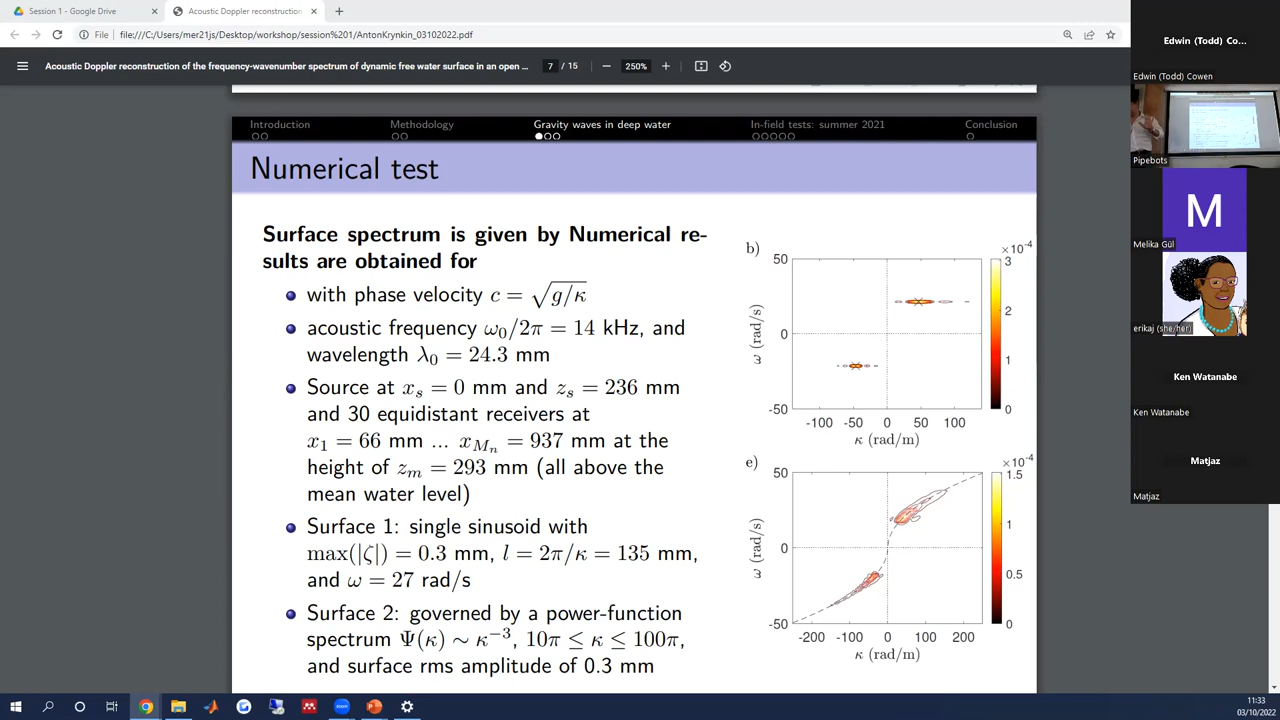 Session 1 - Google Drive
Acoustic Doppler reconstruction
File
file:///C:/Users/mer21js/Desktop/workshop/session%201/AntonKrynkin_03102022.pdf
Acoustic Doppler reconstruction of the frequency-wavenumber spectrum of dynamic free water surface in an open ...
7 / 15
250%
Introduction
Methodology
Gravity waves in deep water
In-field tests: summer 2021
Conclusion
Numerical test
Surface spectrum is given by Numerical re-
sults are obtained for
with phase velocity c = √g/κ
acoustic frequency ω₀/2π = 14 kHz, and
wavelength λ₀ = 24.3 mm
Source at xₛ = 0 mm and zₛ = 236 mm
and 30 equidistant receivers at
x₁ = 66 mm ... x_{Mₙ} = 937 mm at the
height of zₘ = 293 mm (all above the
mean water level)
Surface 1: single sinusoid with
max(|ζ|) = 0.3 mm, l = 2π/κ = 135 mm,
and ω = 27 rad/s
Surface 2: governed by a power-function
spectrum Ψ(κ) ∼ κ⁻³, 10π ≤ κ ≤ 100π,
and surface rms amplitude of 0.3 mm
b)
×10⁻⁴
50
0
-50
ω (rad/s)
-100 -50 0 50 100
κ (rad/m)
3
2
1
0
e)
×10⁻⁴
50
0
-50
ω (rad/s)
-200 -100 0 100 200
κ (rad/m)
1.5
1
0.5
0
Edwin (Todd) Co...
Edwin (Todd) Cowen
Pipebots
M
Melika Gül
erikaj (she/her)
Ken Watanabe
Ken Watanabe
Matjaz
Matjaz
11:33
03/10/2022